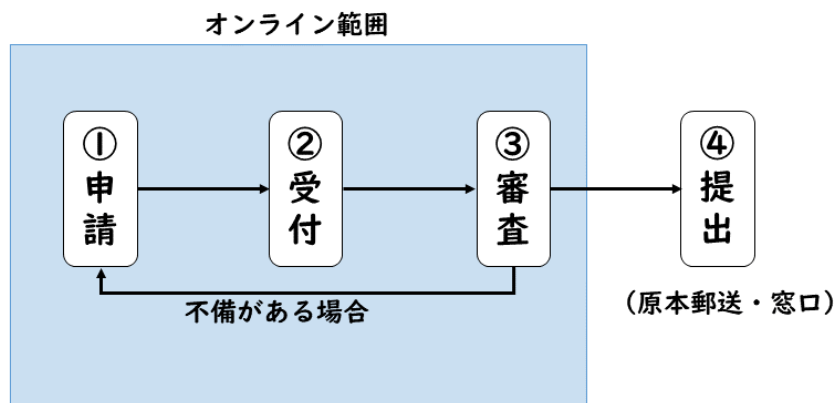 オンライン範囲
①申請
②受付
③審査
④提出
不備がある場合
(原本郵送・窓口)